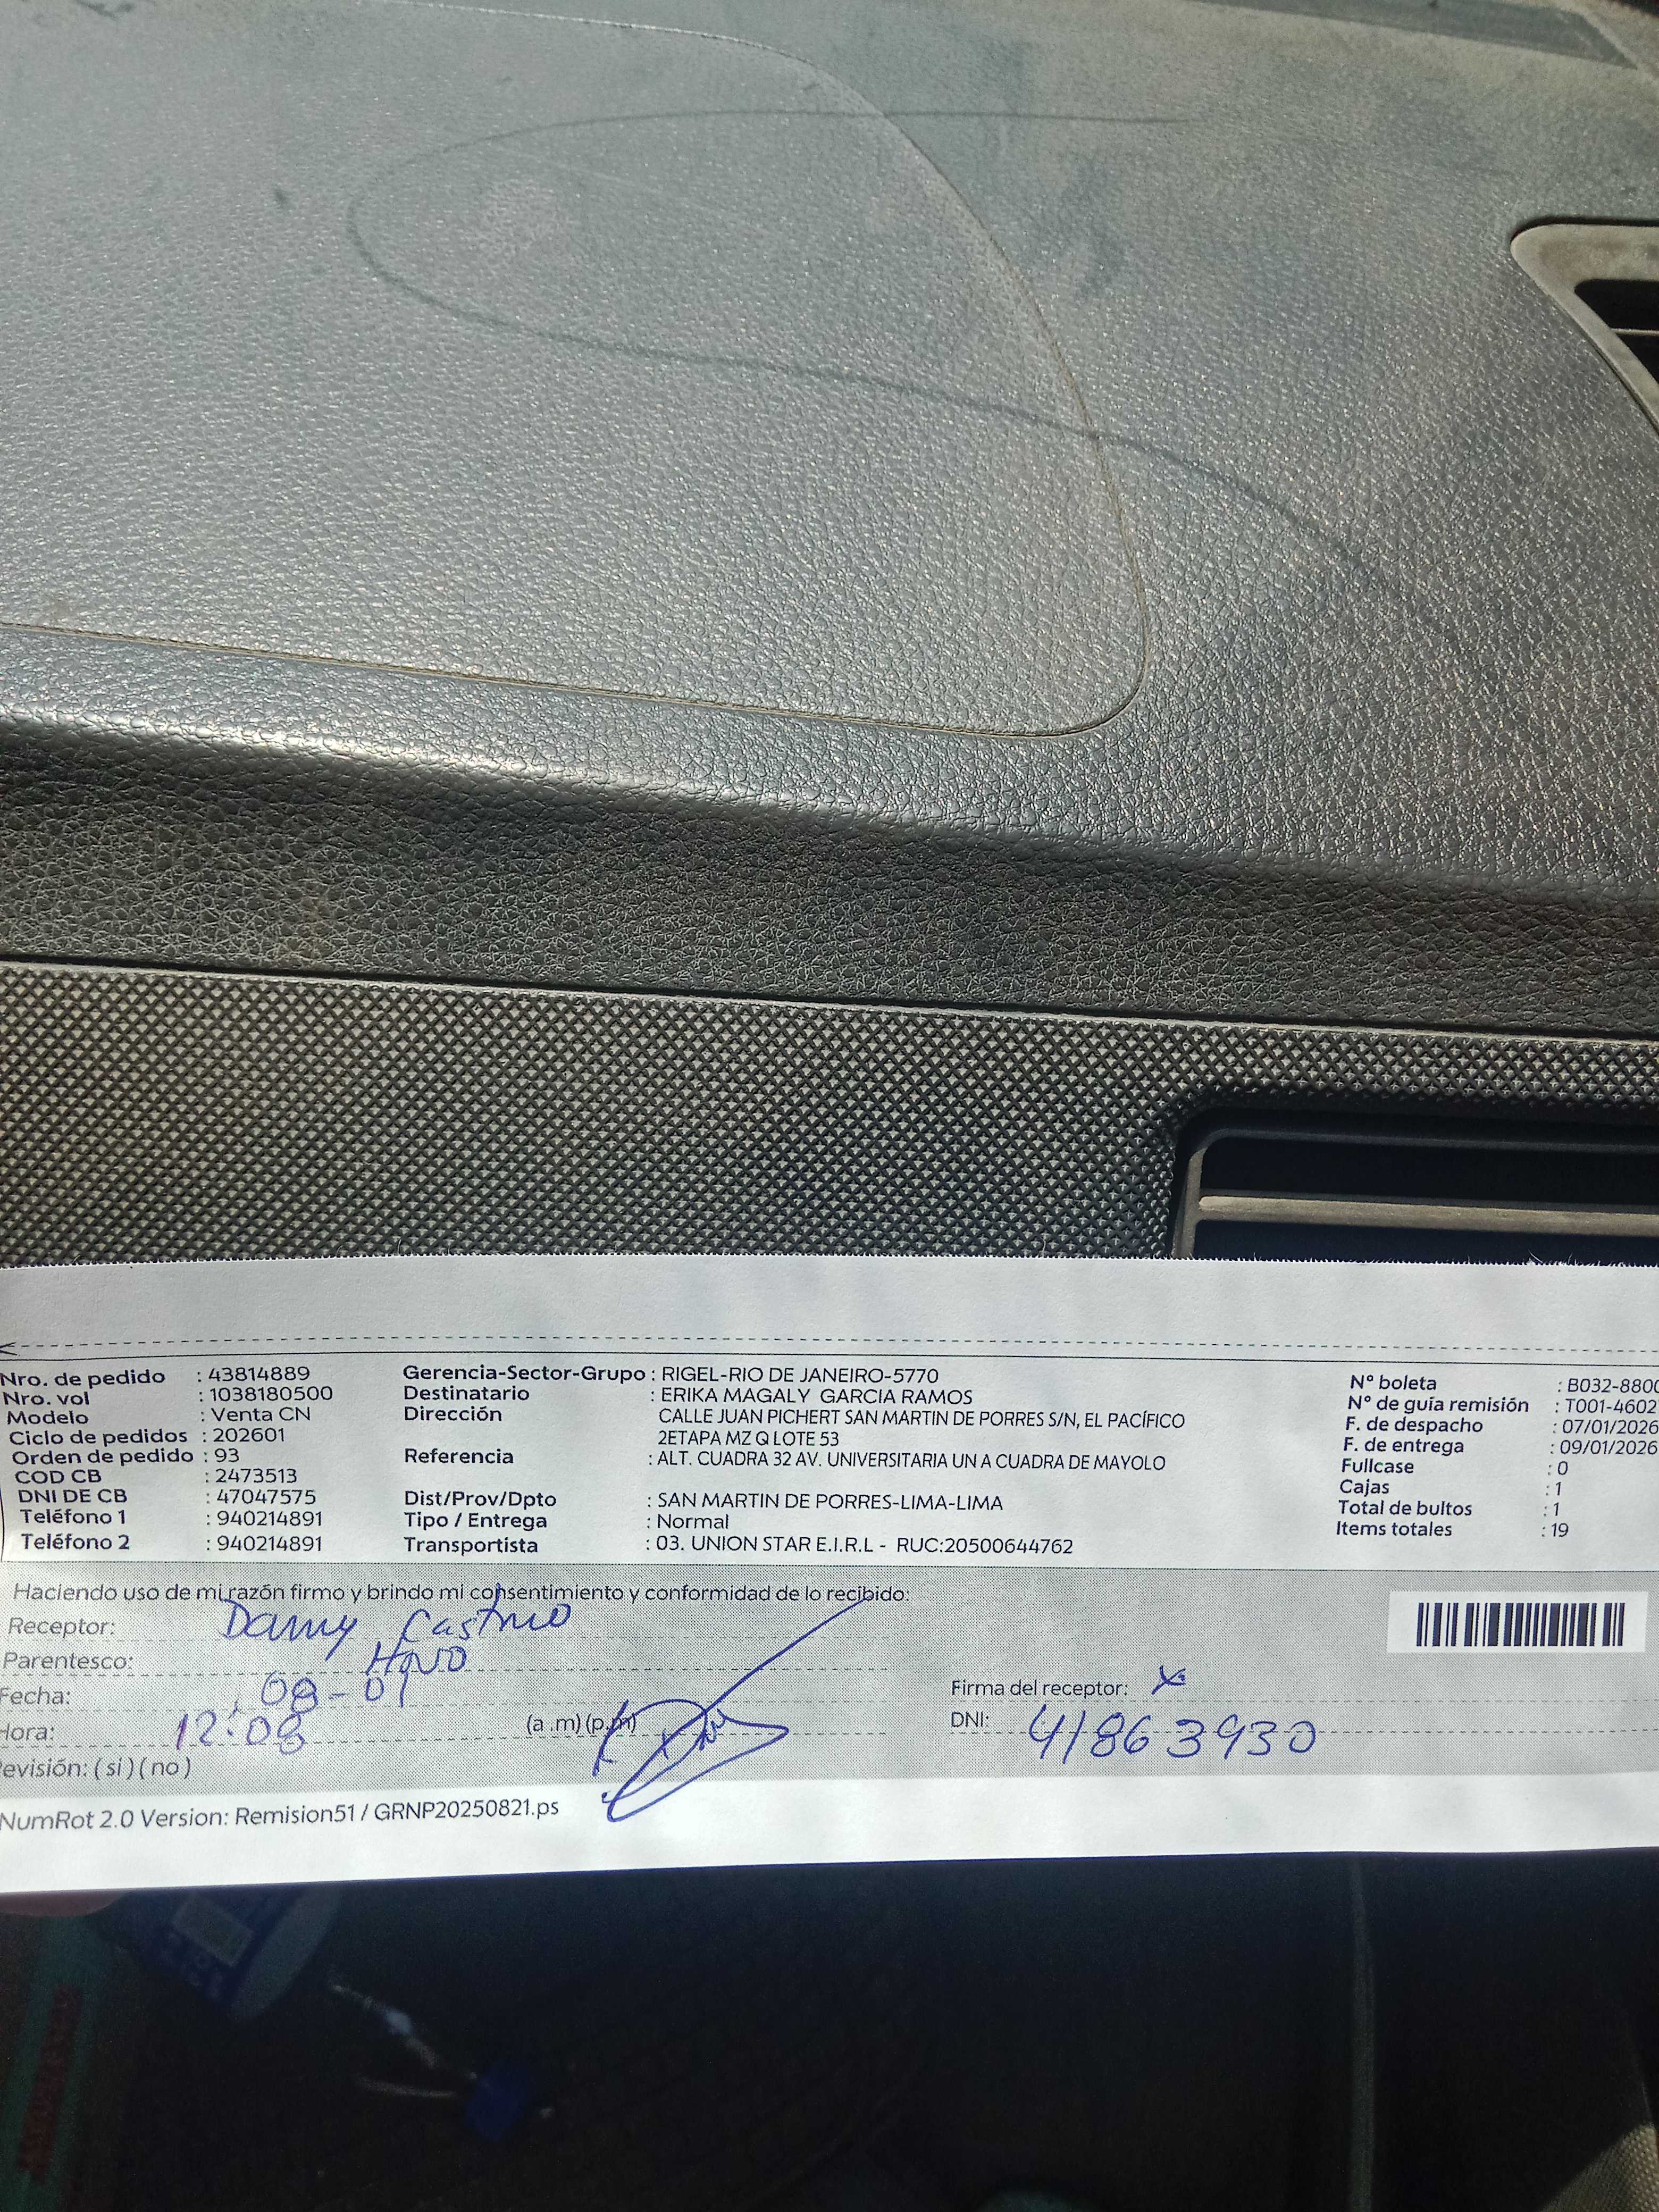 Nro. de pedido : 43814889
Nro. vol : 1038180500
Modelo : Venta CN
Ciclo de pedidos : 202601
Orden de pedido : 93
COD CB : 2473513
DNI DE CB : 47047575
Teléfono 1 : 940214891
Teléfono 2 : 940214891
Gerencia-Sector-Grupo : RIGEL-RIO DE JANEIRO-5770
Destinatario : ERIKA MAGALY GARCIA RAMOS
Dirección CALLE JUAN PICHERT SAN MARTIN DE PORRES S/N, EL PACÍFICO
2ETAPA MZ Q LOTE 53
Referencia : ALT. CUADRA 32 AV. UNIVERSITARIA UN A CUADRA DE MAYOLO
Dist/Prov/Dpto : SAN MARTIN DE PORRES-LIMA-LIMA
Tipo / Entrega : Normal
Transportista : 03. UNION STAR E.I.R.L - RUC:20500644762
Nº boleta : B032-8800
Nº de guía remisión : T001-4602
F. de despacho : 07/01/2026
F. de entrega : 09/01/2026
Fullcase : 0
Cajas : 1
Total de bultos : 1
Items totales : 19
Haciendo uso de mi razón firmo y brindo mi consentimiento y conformidad de lo recibido:
Receptor: Danny Castro
Parentesco:
Fecha: 08-01
Hora: 12:08 (a.m)(p.m)
Revisión: (si)(no)
Firma del receptor: x
DNI: 41863930
NumRot 2.0 Version: Remision51 / GRNP20250821.ps